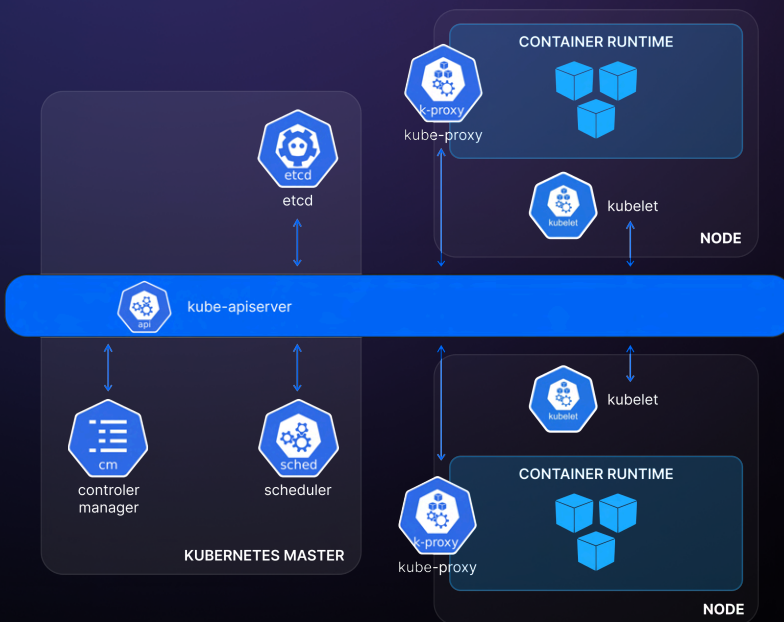 CONTAINER RUNTIME
k-proxy
kube-proxy
kubelet
kubelet
NODE
etcd
etcd
api
kube-apiserver
cm
controler
manager
sched
scheduler
KUBERNETES MASTER
kubelet
kubelet
CONTAINER RUNTIME
k-proxy
kube-proxy
NODE